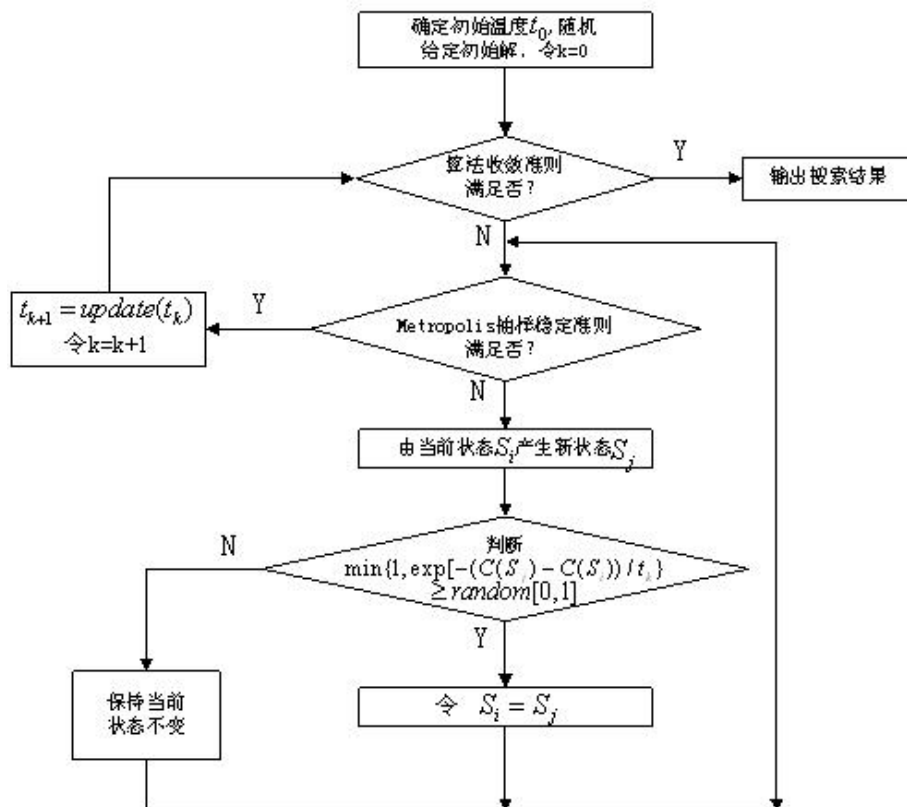 确定初始温度t₀,随机
给定初始解. 令k=0
算法收敛准则
满足否?
Y
输出搜索结果
N
t_{k+1}=update(t_k)
令k=k+1
Y
Metropolis抽样稳定准则
满足否?
N
由当前状态S_i产生新状态S_j
N
判断
min{1,exp[-(C(S_j)-C(S_i))/t_k}
≥random[0,1]
Y
保持当前
状态不变
令 S_i=S_j